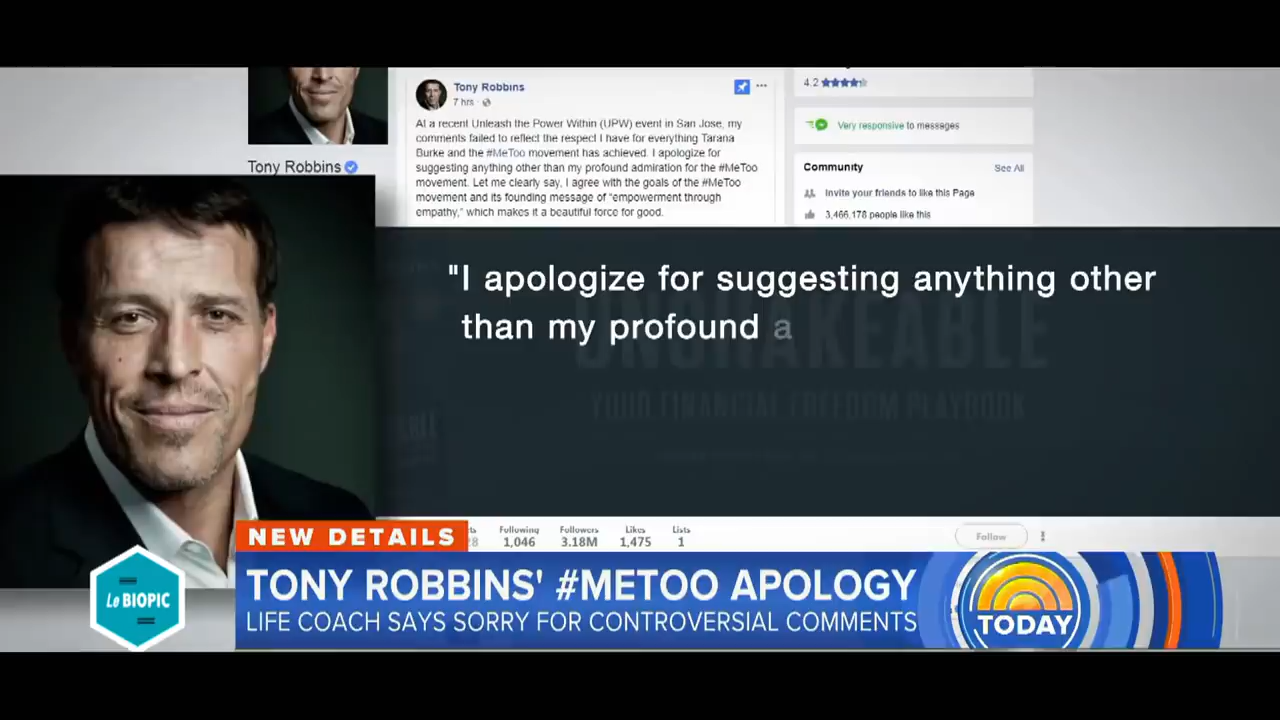 Tony Robbins
7 hrs
At a recent Unleash the Power Within (UPW) event in San Jose, my
comments failed to reflect the respect I have for everything Tarana
Burke and the #MeToo movement has achieved. I apologize for
suggesting anything other than my profound admiration for the #MeToo
movement. Let me clearly say, I agree with the goals of the #MeToo
movement and its founding message of "empowerment through
empathy," which makes it a beautiful force for good.
4.2
Very responsive to messages
Community See All
Invite your friends to like this Page
3,466,178 people like this
Tony Robbins
"I apologize for suggesting anything other
than my profound a
UNSHAKEABLE
YOUR FINANCIAL FREEDOM PLAYBOOK
Following Followers Likes Lists
1,046 3.18M 1,475 1
Follow
NEW DETAILS
TONY ROBBINS' #METOO APOLOGY
LIFE COACH SAYS SORRY FOR CONTROVERSIAL COMMENTS
TODAY
Le BIOPIC